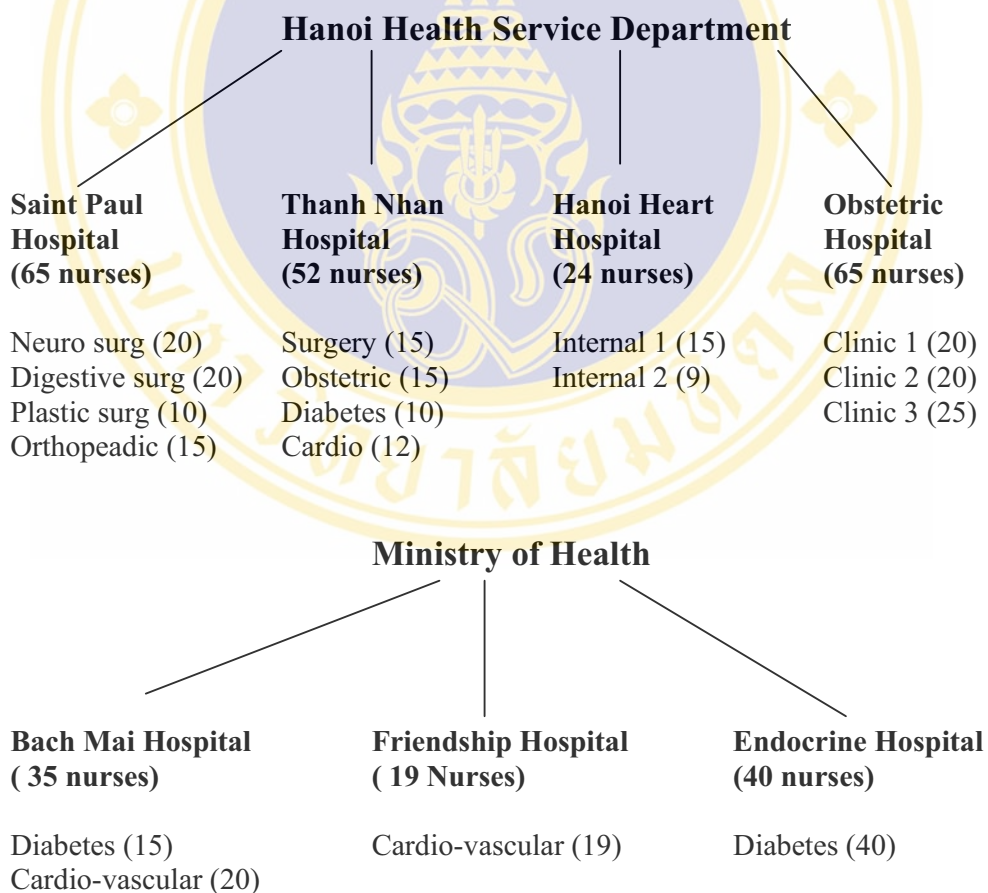 Hanoi Health Service Department
Saint Paul
Hospital
(65 nurses)
Neuro surg (20)
Digestive surg (20)
Plastic surg (10)
Orthopeadic (15)
Thanh Nhan
Hospital
(52 nurses)
Surgery (15)
Obstetric (15)
Diabetes (10)
Cardio (12)
Hanoi Heart
Hospital
(24 nurses)
Internal 1 (15)
Internal 2 (9)
Obstetric
Hospital
(65 nurses)
Clinic 1 (20)
Clinic 2 (20)
Clinic 3 (25)
Ministry of Health
Bach Mai Hospital
( 35 nurses)
Diabetes (15)
Cardio-vascular (20)
Friendship Hospital
( 19 Nurses)
Cardio-vascular (19)
Endocrine Hospital
(40 nurses)
Diabetes (40)